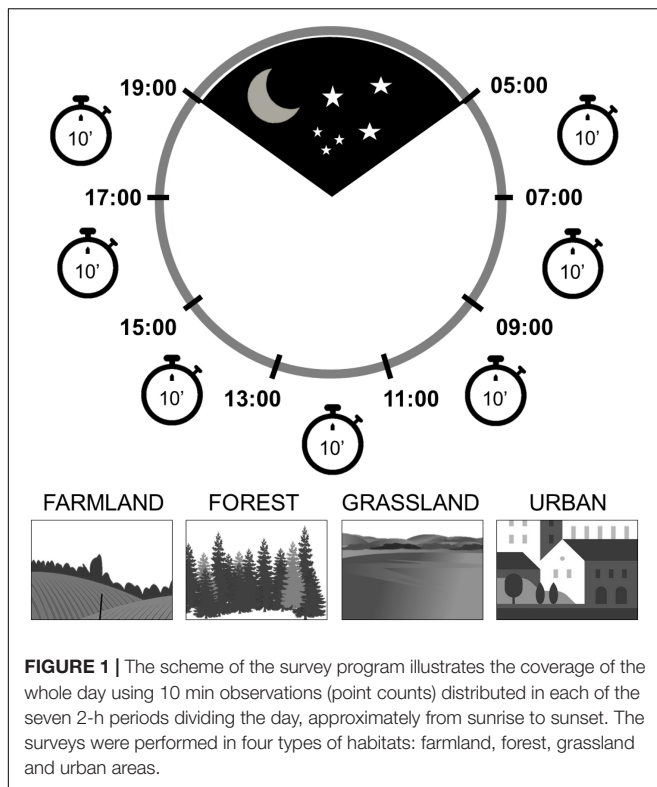 19:00
05:00
10'
10'
17:00
07:00
10'
10'
15:00
09:00
10'
10'
13:00
11:00
10'
FARMLAND
FOREST
GRASSLAND
URBAN
FIGURE 1 | The scheme of the survey program illustrates the coverage of the
whole day using 10 min observations (point counts) distributed in each of the
seven 2-h periods dividing the day, approximately from sunrise to sunset. The
surveys were performed in four types of habitats: farmland, forest, grassland
and urban areas.